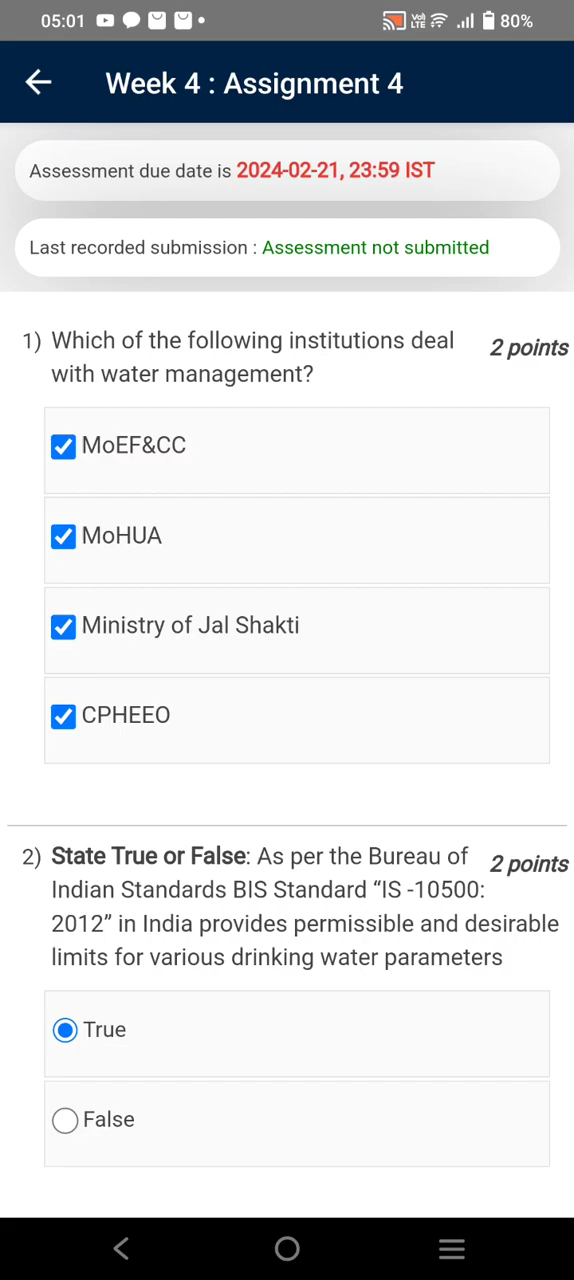 05:01 Vo) LTE 80%
Week 4 : Assignment 4
Assessment due date is 2024-02-21, 23:59 IST
Last recorded submission : Assessment not submitted
1) Which of the following institutions deal 2 points
with water management?
MoEF&CC
MoHUA
Ministry of Jal Shakti
CPHEEO
2) State True or False: As per the Bureau of 2 points
Indian Standards BIS Standard “IS -10500:
2012” in India provides permissible and desirable
limits for various drinking water parameters
True
False